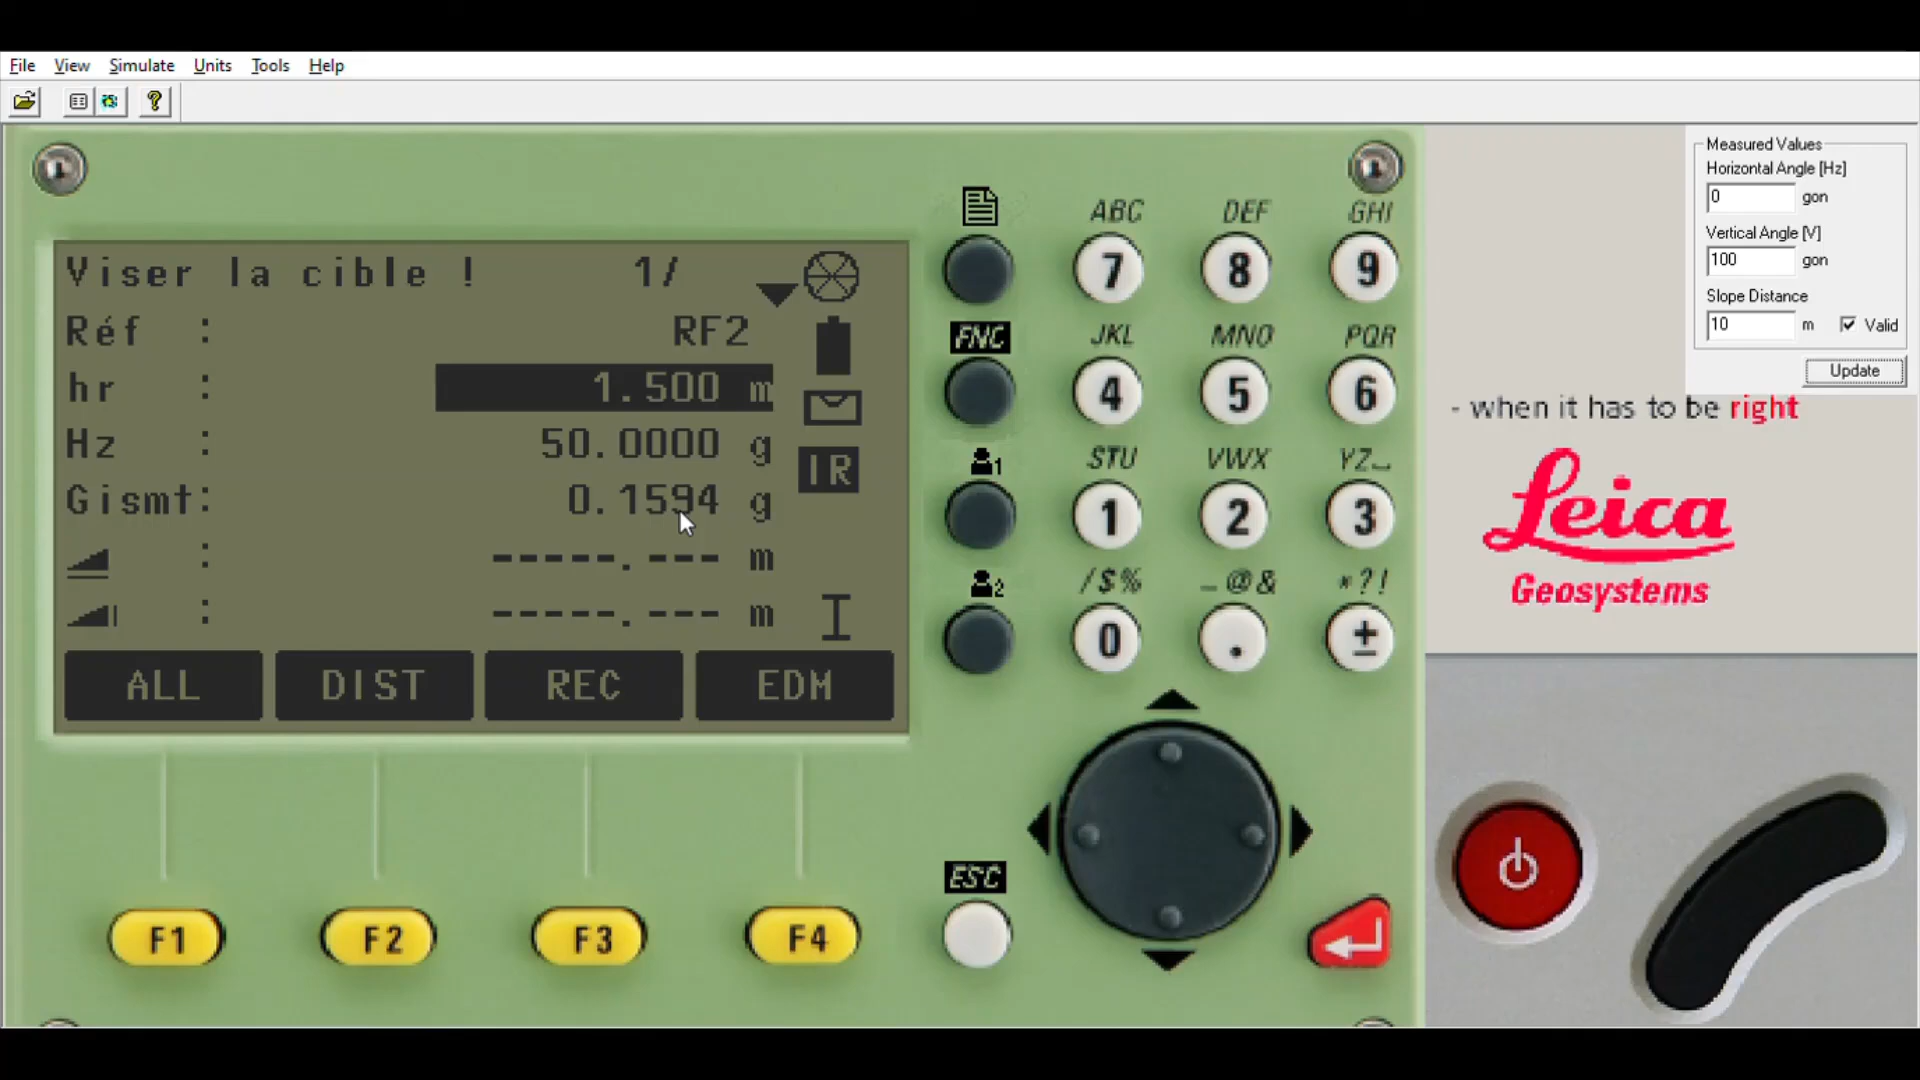 File View Simulate Units Tools Help
Measured Values
Horizontal Angle [Hz]
0 gon
Vertical Angle [V]
100 gon
Slope Distance
10 m Valid
Update
Viser la cible ! 1/
Réf : RF2
hr : 1.500 m
Hz : 50.0000 g
Gismt: 0.1594 g
: -----.--- m
: -----.--- m
IR
ALL DIST REC EDM
F1 F2 F3 F4
ABC DEF GHI
7 8 9
FNC JKL MNO PQR
4 5 6
1 STU VWX YZ_
1 2 3
2 /$% _@& *?!
0 . ±
ESC
- when it has to be right
Leica
Geosystems